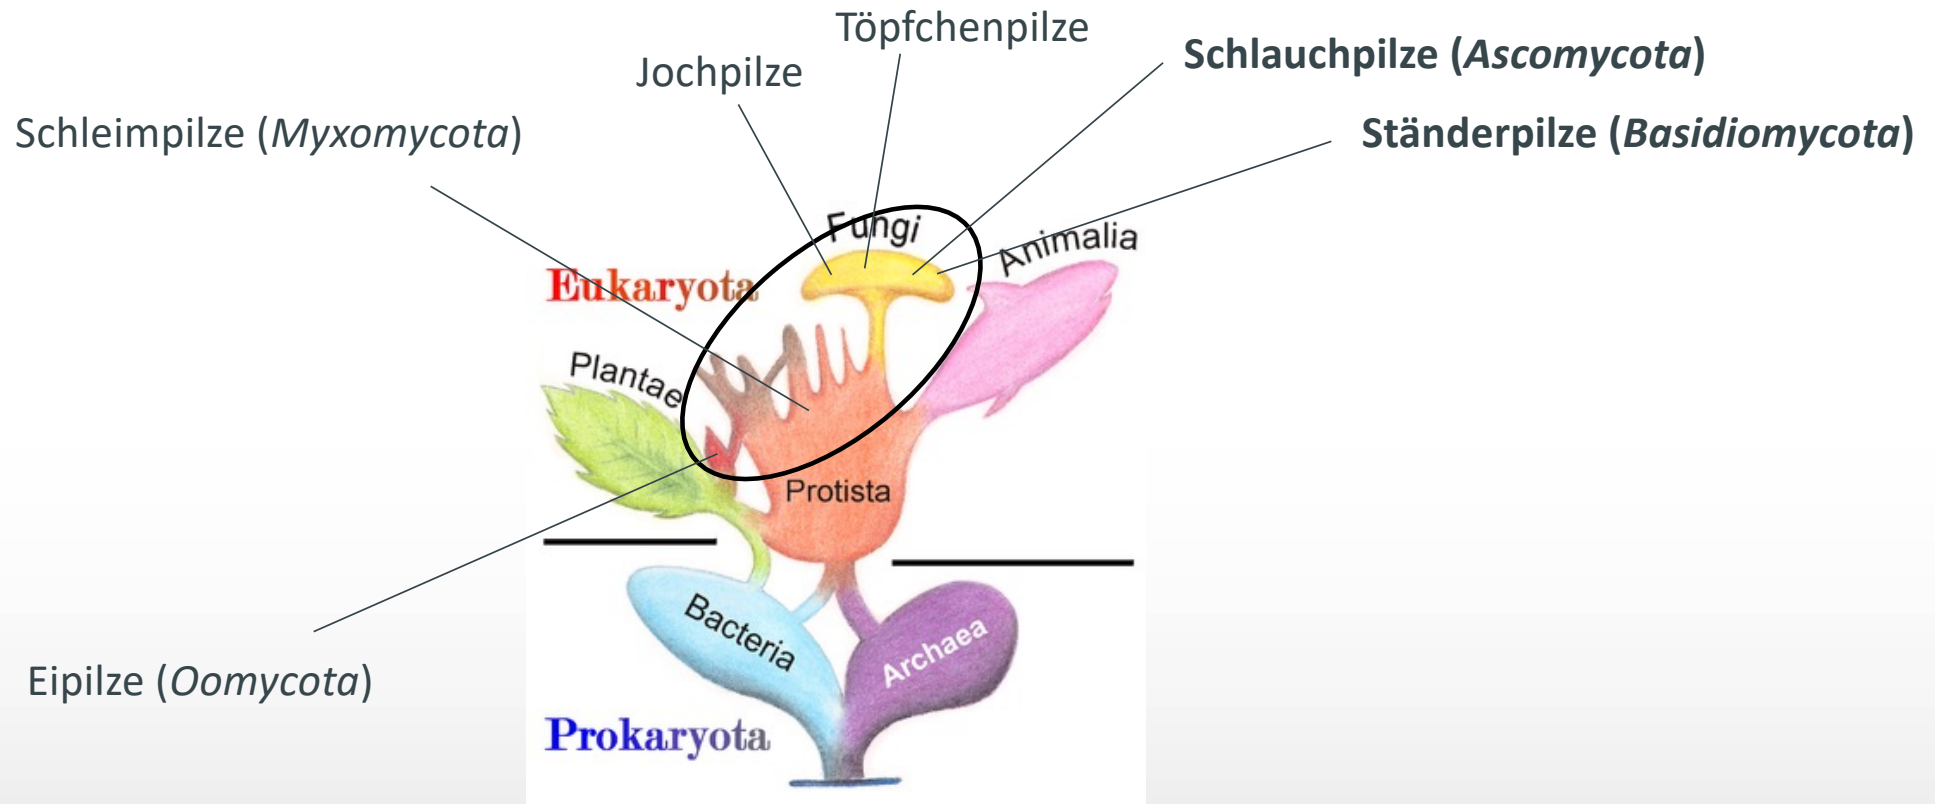 Töpfchenpilze
Schlauchpilze (Ascomycota)
Jochpilze
Schleimpilze (Myxomycota)
Ständerpilze (Basidiomycota)
Fungi
Animalia
Eukaryota
Plantae
Protista
Bacteria
Archaea
Eipilze (Oomycota)
Prokaryota